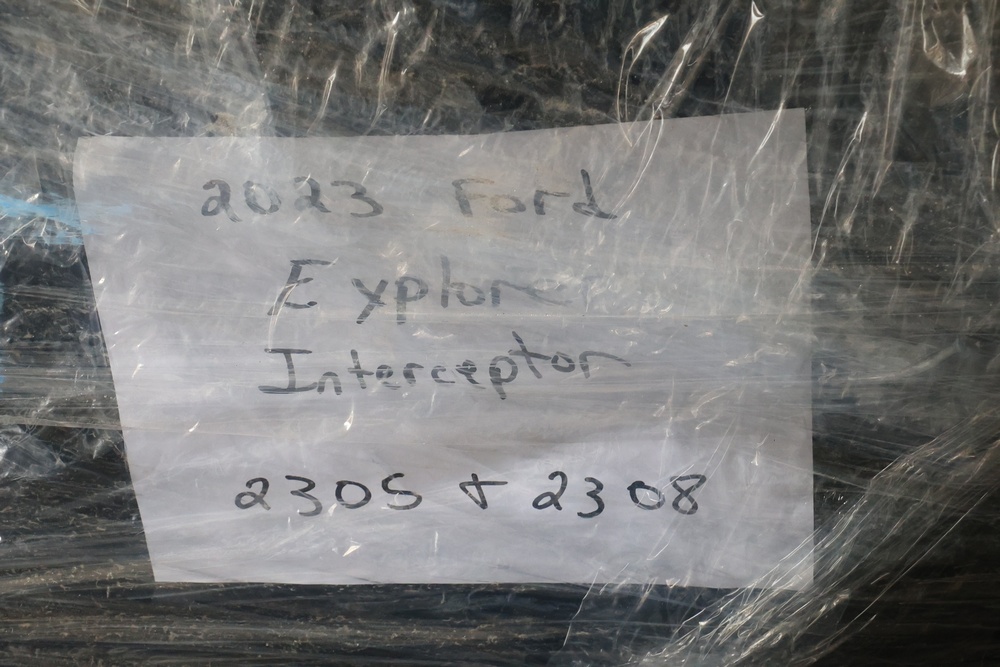 2023 Ford
Explorer
Interceptor
2305 + 2308